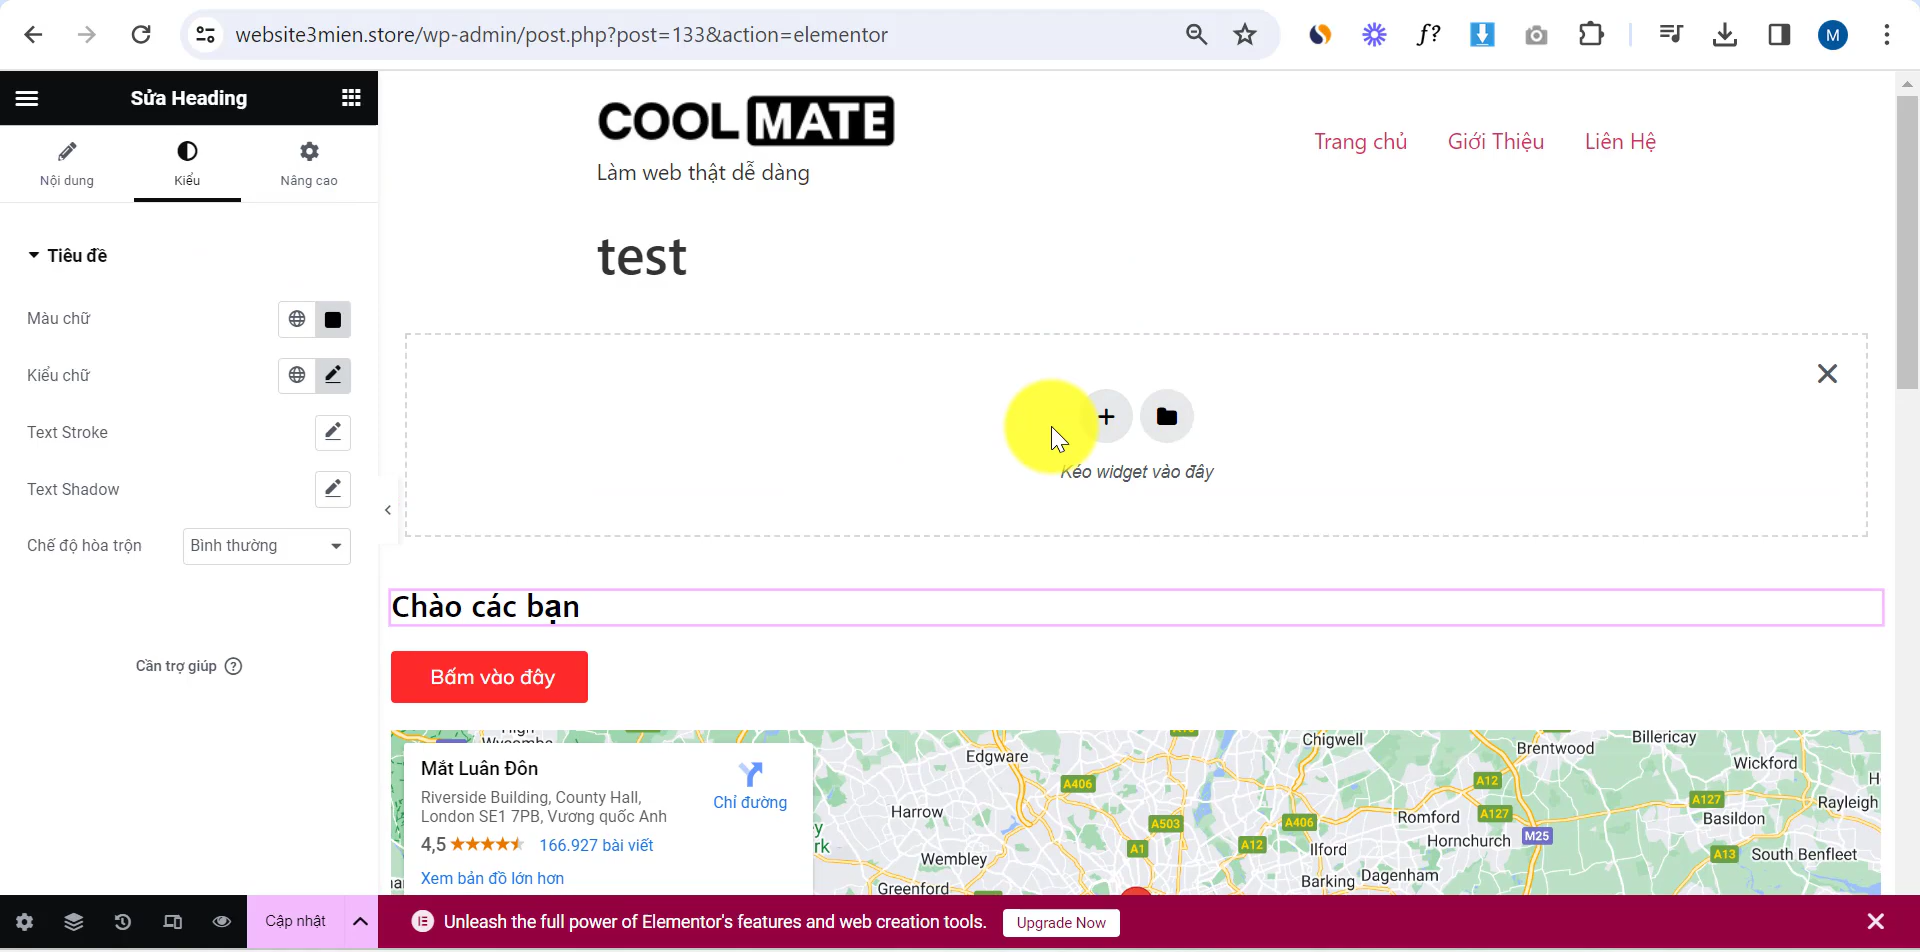 website3mien.store/wp-admin/post.php?post=133&action=elementor
f?
M
Sửa Heading
Nội dung
Kiểu
Nâng cao
Tiêu đề
Màu chữ
Kiểu chữ
Text Stroke
Text Shadow
Chế độ hòa trộn
Bình thường
Cần trợ giúp ?
Cập nhật
COOLMATE
Làm web thật dễ dàng
Trang chủ
Giới Thiệu
Liên Hệ
test
Kéo widget vào đây
Chào các bạn
Bấm vào đây
Mắt Luân Đôn
Riverside Building, County Hall,
London SE1 7PB, Vương quốc Anh
4,5
166.927 bài viết
Xem bản đồ lớn hơn
Chỉ đường
Edgware
Chigwell
Brentwood
Billericay
Wickford
A406
A12
A127
Rayleigh
Harrow
A503
A406
Romford
A127
Basildon
M25
Hornchurch
A1
A12
Ilford
A13
South Benfleet
Wembley
Dagenham
Barking
Greenford
Unleash the full power of Elementor's features and web creation tools.
Upgrade Now